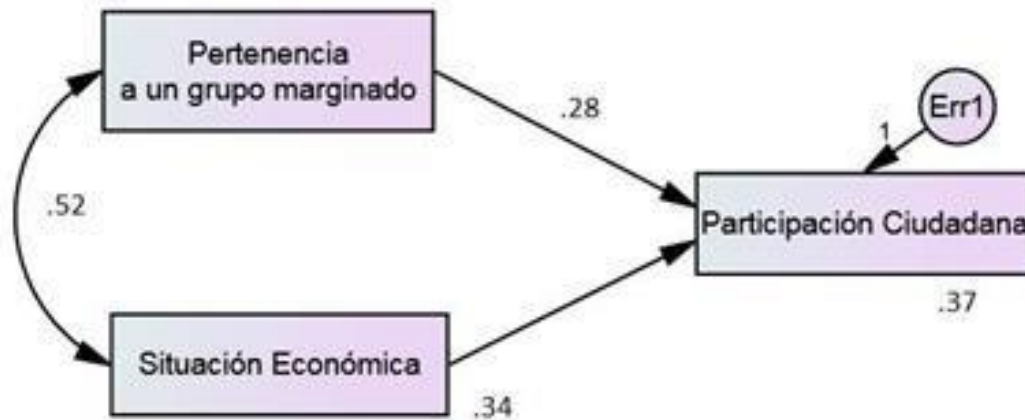 Pertenencia
a un grupo marginado
.28
Err1
1
.52
Participación Ciudadana
.37
Situación Económica
.34